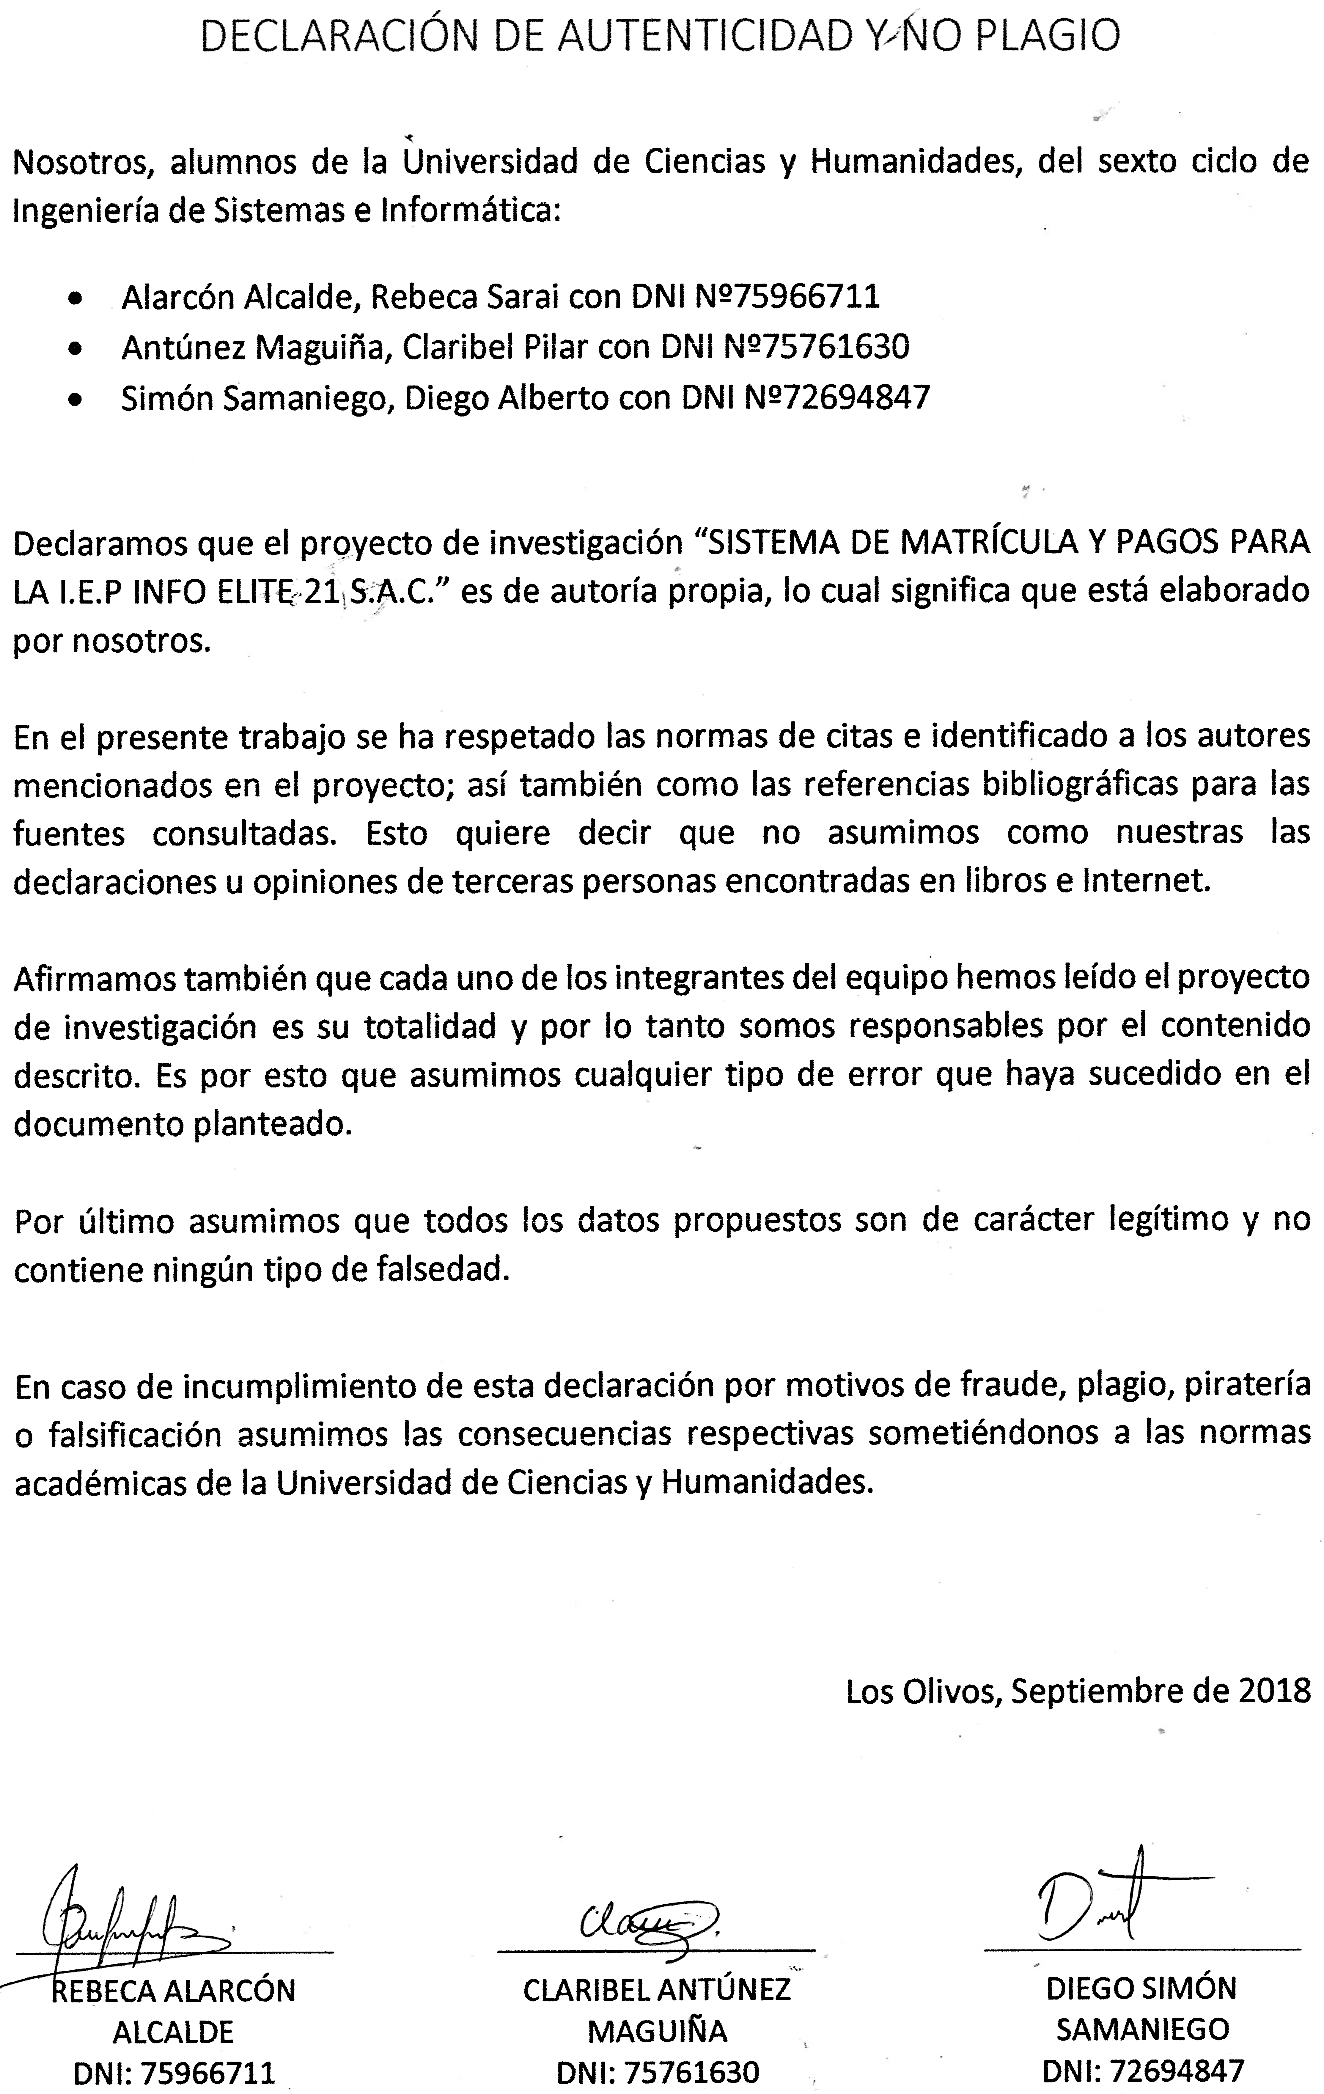 DECLARACIÓN DE AUTENTICIDAD Y NO PLAGIO
Nosotros, alumnos de la Universidad de Ciencias y Humanidades, del sexto ciclo de
Ingeniería de Sistemas e Informática:
• Alarcón Alcalde, Rebeca Sarai con DNI Nº75966711
• Antúnez Maguiña, Claribel Pilar con DNI Nº75761630
• Simón Samaniego, Diego Alberto con DNI Nº72694847
Declaramos que el proyecto de investigación “SISTEMA DE MATRÍCULA Y PAGOS PARA
LA I.E.P INFO ELITE 21 S.A.C.” es de autoría propia, lo cual significa que está elaborado
por nosotros.
En el presente trabajo se ha respetado las normas de citas e identificado a los autores
mencionados en el proyecto; así también como las referencias bibliográficas para las
fuentes consultadas. Esto quiere decir que no asumimos como nuestras las
declaraciones u opiniones de terceras personas encontradas en libros e Internet.
Afirmamos también que cada uno de los integrantes del equipo hemos leído el proyecto
de investigación es su totalidad y por lo tanto somos responsables por el contenido
descrito. Es por esto que asumimos cualquier tipo de error que haya sucedido en el
documento planteado.
Por último asumimos que todos los datos propuestos son de carácter legítimo y no
contiene ningún tipo de falsedad.
En caso de incumplimiento de esta declaración por motivos de fraude, plagio, piratería
o falsificación asumimos las consecuencias respectivas sometiéndonos a las normas
académicas de la Universidad de Ciencias y Humanidades.
Los Olivos, Septiembre de 2018
REBECA ALARCÓN
ALCALDE
DNI: 75966711
CLARIBEL ANTÚNEZ
MAGUIÑA
DNI: 75761630
DIEGO SIMÓN
SAMANIEGO
DNI: 72694847